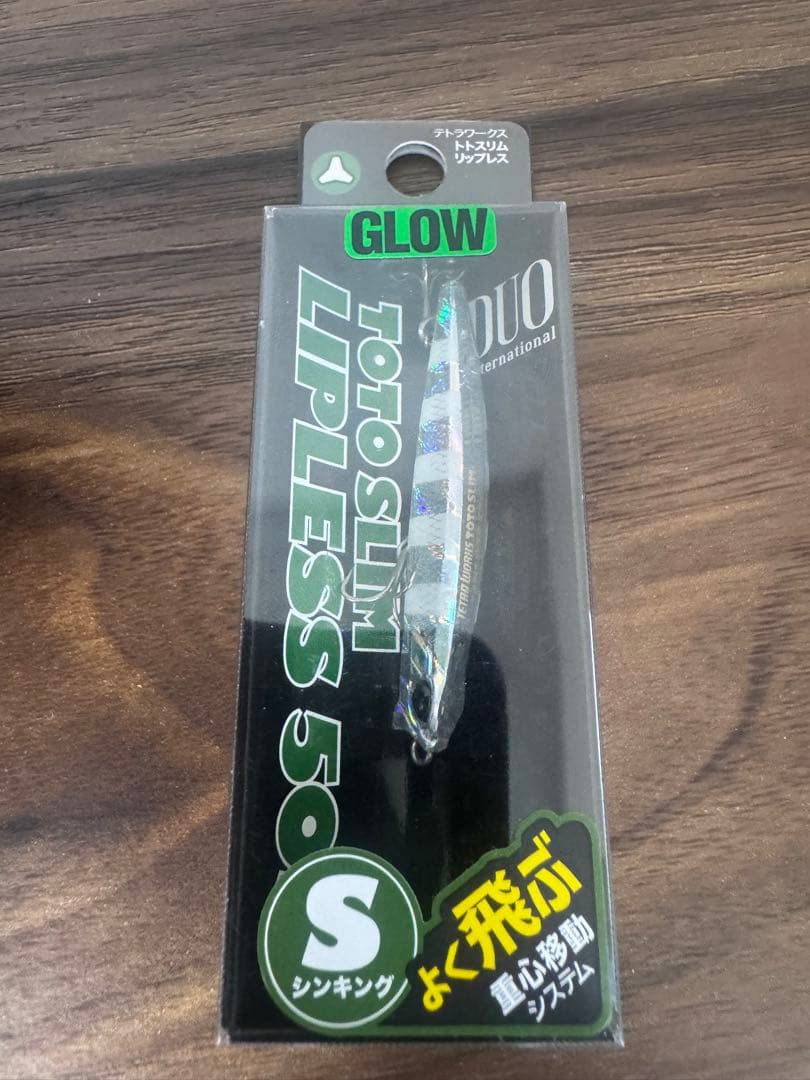 テトラワークス
トトスリム
リップレス
GLOW
DUO
ternational
TOTO SLIM
LIPLESS 50
TETRA WORKS TOTO SLIM
S
シンキング
よく飛ぶ
重心移動
システム